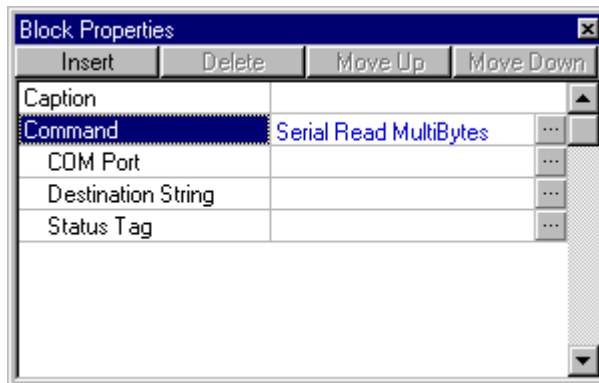 Block Properties
Insert Delete Move Up Move Down
Caption
Command Serial Read MultiBytes ...
COM Port ...
Destination String ...
Status Tag ...